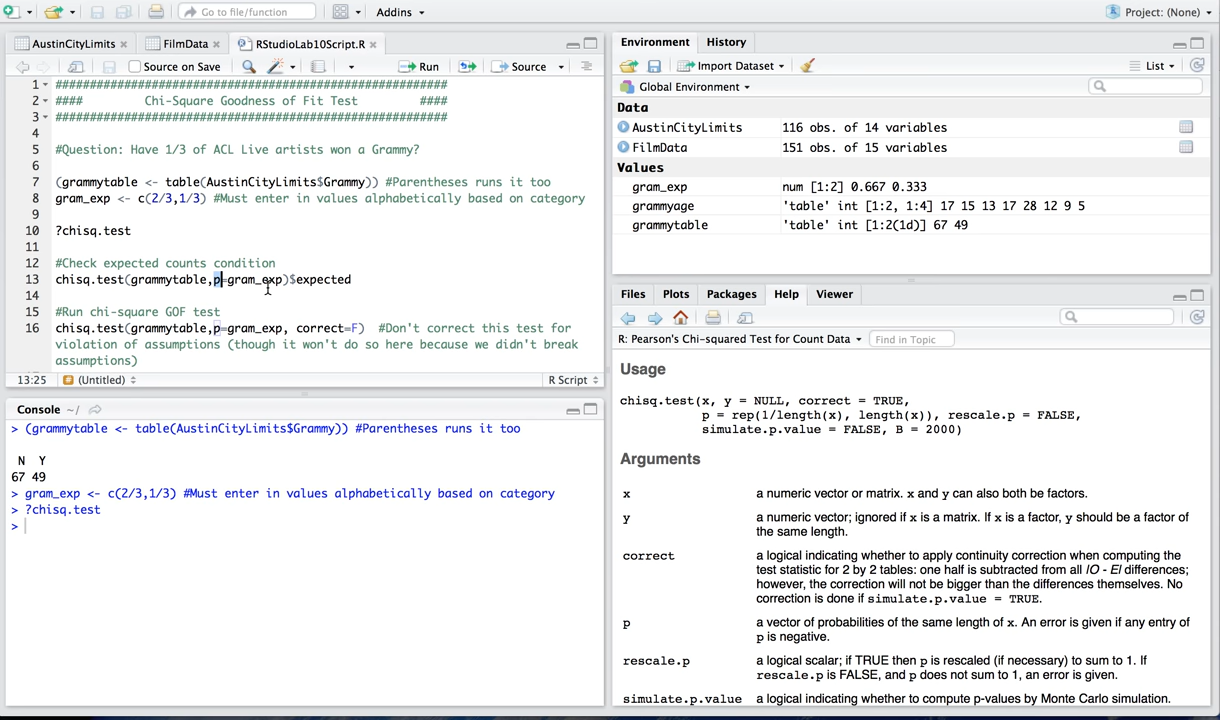 Go to file/function
Addins
Project: (None)
AustinCityLimits
FilmData
RStudioLab10Script.R
Source on Save
Run
Source
1 ########################################################
2 #### Chi-Square Goodness of Fit Test ####
3 ########################################################
4
5 #Question: Have 1/3 of ACL Live artists won a Grammy?
6
7 (grammytable <- table(AustinCityLimits$Grammy)) #Parentheses runs it too
8 gram_exp <- c(2/3,1/3) #Must enter in values alphabetically based on category
9
10 ?chisq.test
11
12 #Check expected counts condition
13 chisq.test(grammytable,p=gram_exp)$expected
14
15 #Run chi-square GOF test
16 chisq.test(grammytable,p=gram_exp, correct=F) #Don't correct this test for
violation of assumptions (though it won't do so here because we didn't break
assumptions)
13:25 (Untitled) R Script
Console ~/
> (grammytable <- table(AustinCityLimits$Grammy)) #Parentheses runs it too
N Y
67 49
> gram_exp <- c(2/3,1/3) #Must enter in values alphabetically based on category
> ?chisq.test
>
Environment History
Import Dataset List
Global Environment
Data
AustinCityLimits 116 obs. of 14 variables
FilmData 151 obs. of 15 variables
Values
gram_exp num [1:2] 0.667 0.333
grammyage 'table' int [1:2, 1:4] 17 15 13 17 28 12 9 5
grammytable 'table' int [1:2(1d)] 67 49
Files Plots Packages Help Viewer
R: Pearson's Chi-squared Test for Count Data Find in Topic
Usage
chisq.test(x, y = NULL, correct = TRUE,
p = rep(1/length(x), length(x)), rescale.p = FALSE,
simulate.p.value = FALSE, B = 2000)
Arguments
x a numeric vector or matrix. x and y can also both be factors.
y a numeric vector; ignored if x is a matrix. If x is a factor, y should be a factor of
the same length.
correct a logical indicating whether to apply continuity correction when computing the
test statistic for 2 by 2 tables: one half is subtracted from all |O - E| differences;
however, the correction will not be bigger than the differences themselves. No
correction is done if simulate.p.value = TRUE.
p a vector of probabilities of the same length of x. An error is given if any entry of
p is negative.
rescale.p a logical scalar; if TRUE then p is rescaled (if necessary) to sum to 1. If
rescale.p is FALSE, and p does not sum to 1, an error is given.
simulate.p.value a logical indicating whether to compute p-values by Monte Carlo simulation.